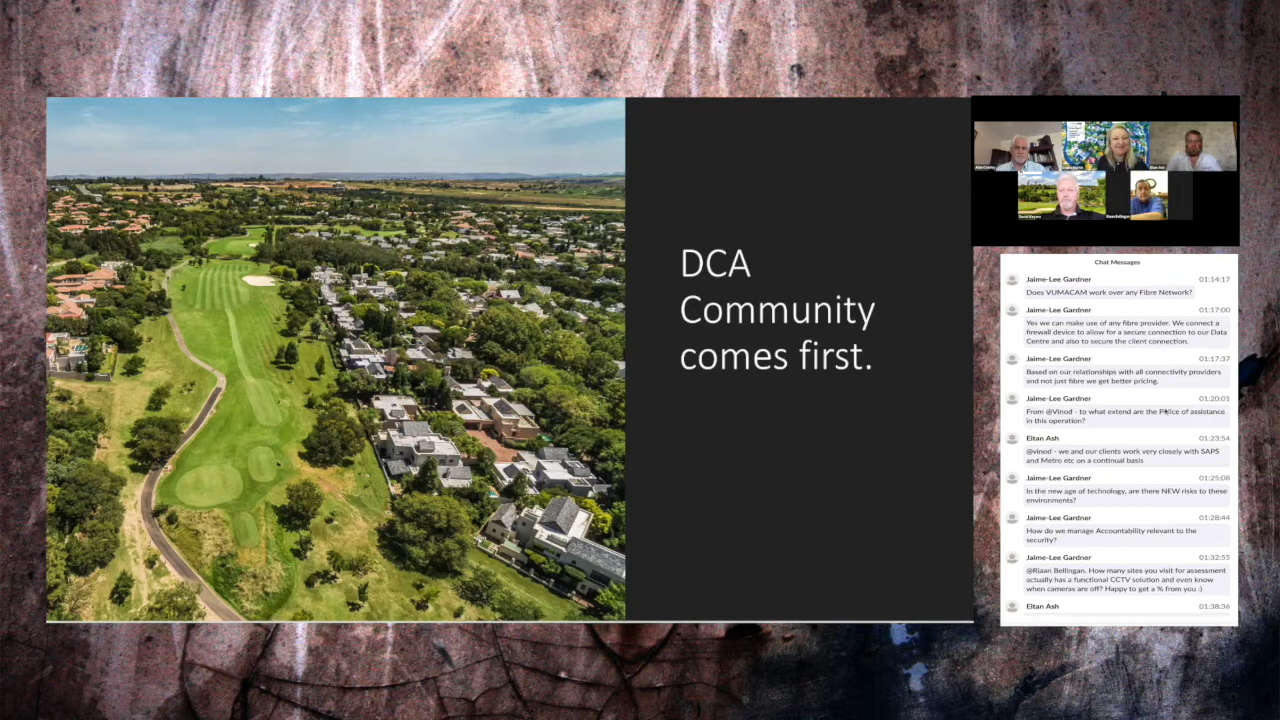 DCA
Community
comes first.
Eitan Ash
Chat Messages
Jaime-Lee Gardner 01:14:17
Does VUMACAM work over any Fibre Network?
Jaime-Lee Gardner 01:17:00
Yes we can make use of any fibre provider. We connect a
firewall device to allow for a secure connection to our Data
Centre and also to secure the client connection.
Jaime-Lee Gardner 01:17:37
Based on our relationships with all connectivity providers
and not just fibre we get better pricing.
Jaime-Lee Gardner 01:20:01
From @Vinod - to what extend are the Police of assistance
in this operation?
Eitan Ash 01:23:54
@vinod - we and our clients work very closely with SAPS
and Metro etc on a continual basis
Jaime-Lee Gardner 01:25:08
In the new age of technology, are there NEW risks to these
environments?
Jaime-Lee Gardner 01:28:44
How do we manage Accountability relevant to the
security?
Jaime-Lee Gardner 01:32:55
@Riaan Bellingan. How many sites you visit for assessment
actually has a functional CCTV solution and even know
when cameras are off? Happy to get a % from you :)
Eitan Ash 01:38:36